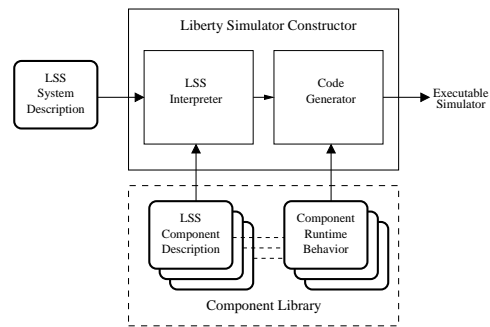 Liberty Simulator Constructor
LSS
System
Description
LSS
Interpreter
Code
Generator
Executable
Simulator
LSS
Component
Description
Component
Runtime
Behavior
Component Library